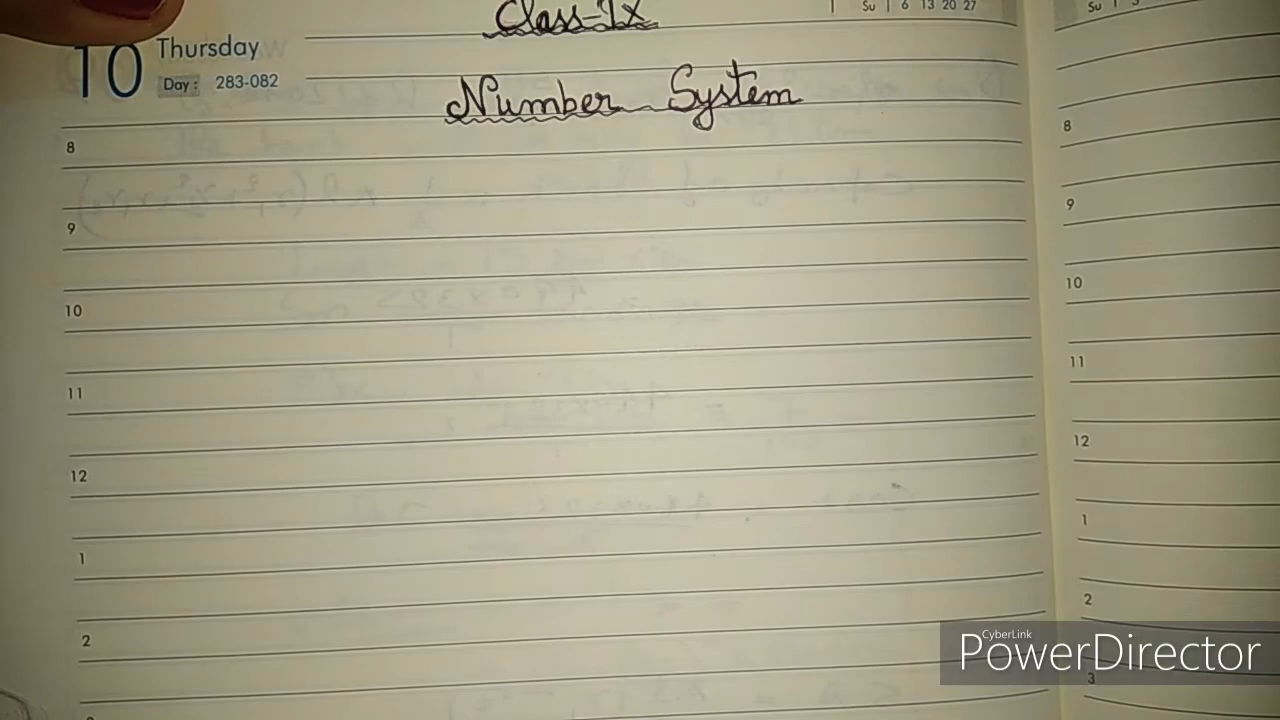 Class-IX
Su 6 13 20 27
Su
10 Thursday
Day: 283-082
Number System
8
9
10
11
12
1
2
8
9
10
11
12
1
2
3
CyberLink
PowerDirector